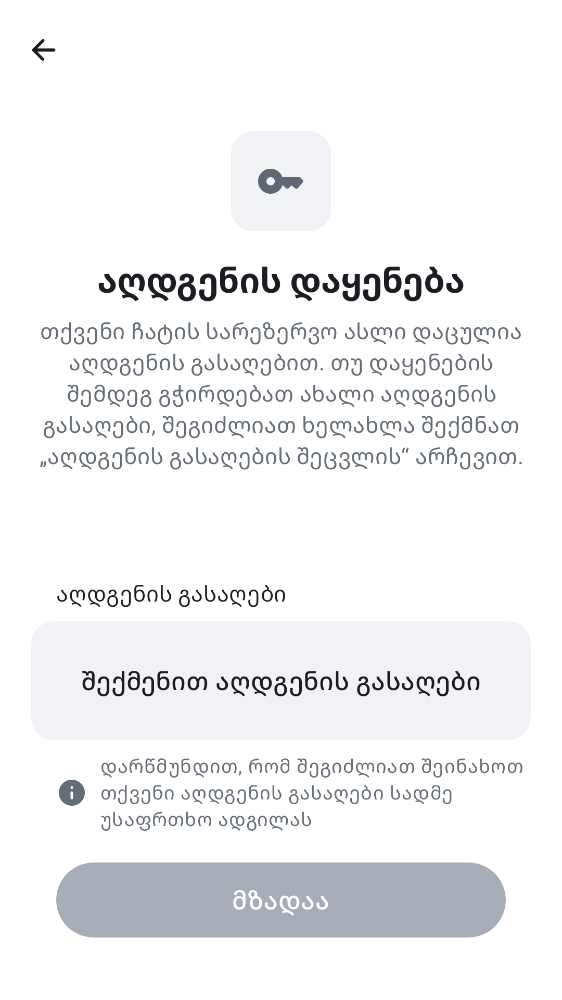 აღდგენის დაყენება
თქვენი ჩატის სარეზერვო ასლი დაცულია
აღდგენის გასაღებით. თუ დაყენების
შემდეგ გჭირდებათ ახალი აღდგენის
გასაღები, შეგიძლიათ ხელახლა შექმნათ
„აღდგენის გასაღების შეცვლის“ არჩევით.
აღდგენის გასაღები
შექმენით აღდგენის გასაღები
დარწმუნდით, რომ შეგიძლიათ შეინახოთ
თქვენი აღდგენის გასაღები სადმე
უსაფრთხო ადგილას
მზადაა